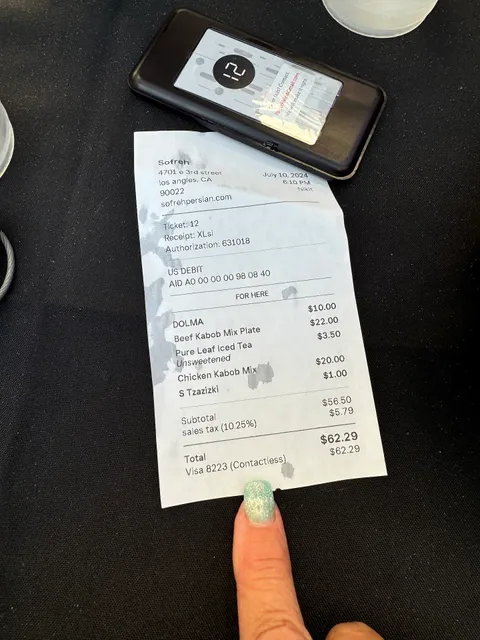 12
Sofreh
4701 e 3rd street
los angles, CA
90022
sofrehpersian.com
July 10, 2024
6:10 PM
Ticket: 12
Receipt: XLsI
Authorization: 631018
US DEBIT
AID A0 00 00 00 98 08 40
FOR HERE
DOLMA $10.00
Beef Kabob Mix Plate $22.00
Pure Leaf Iced Tea $3.50
Unsweetened
Chicken Kabob Mix $20.00
S Tzazizki $1.00
Subtotal $56.50
sales tax (10.25%) $5.79
Total $62.29
Visa 8223 (Contactless) $62.29